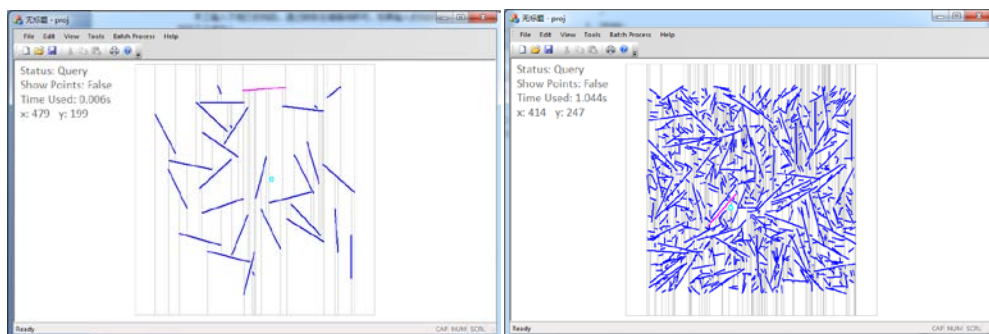 无标题 - proj
File Edit View Tools Batch Process Help
Status: Query
Show Points: False
Time Used: 0.006s
x: 479 y: 199
Ready
CAP NUM SCRL
无标题 - proj
File Edit View Tools Batch Process Help
Status: Query
Show Points: False
Time Used: 1.044s
x: 414 y: 247
Ready
CAP NUM SCRL